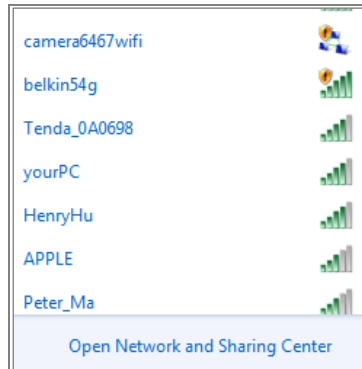 camera6467wifi
belkin54g
Tenda_0A0698
yourPC
HenryHu
APPLE
Peter_Ma
Open Network and Sharing Center